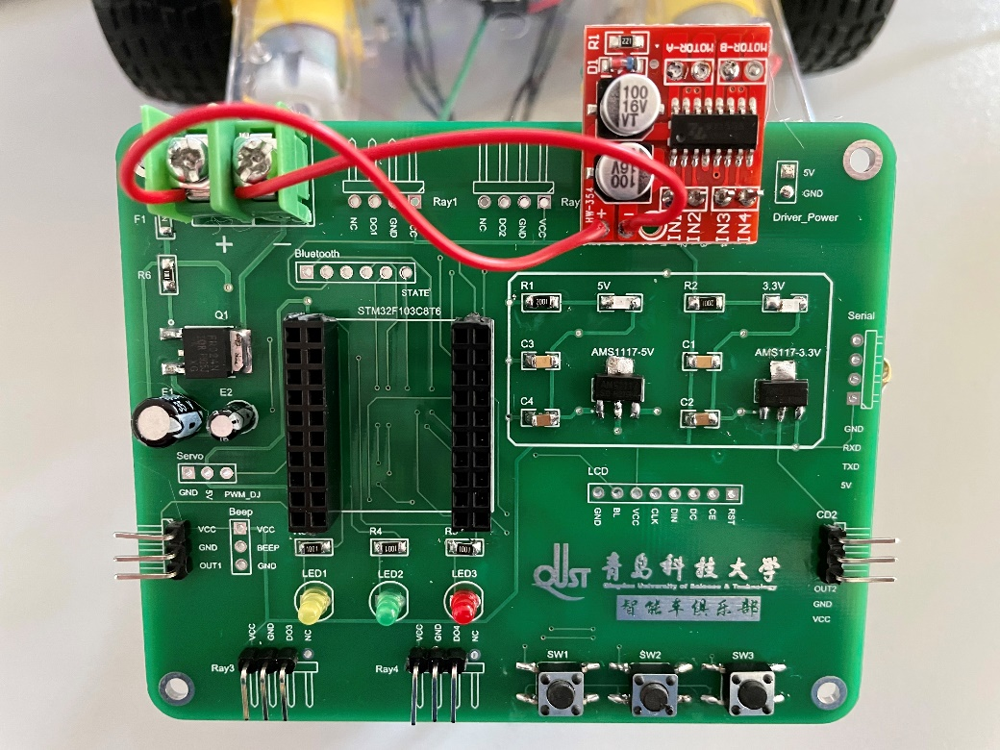 R1
221
D1
MOTOR-A
MOTOR-B
100
16V
VT
100
16V
HW-354
+
−
IN1
IN2
IN3
IN4
5V
GND
Driver_Power
F1
+
−
NC
DO1
GND
Ray1
NC
DO2
GND
VCC
Ray
R6
Bluetooth
STATE
STM32F103C8T6
Q1
E1
E2
R1
1001
5V
R2
1001
3.3V
C3
AMS1117-5V
C1
AMS117-3.3V
C4
C2
Serial
GND
RXD
TXD
5V
Servo
GND
5V
PWM_DJ
LCD
GND
BL
VCC
CLK
DIN
DC
CE
RST
VCC
GND
OUT1
Beep
VCC
BEEP
GND
CD2
OUT2
GND
VCC
R4
1001
1001
1001
LED1
LED2
LED3
QUST
青岛科技大学
Qingdao University of Science & Technology
智能车俱乐部
Ray3
VCC
GND
DO3
NC
Ray4
VCC
GND
DO4
NC
SW1
SW2
SW3